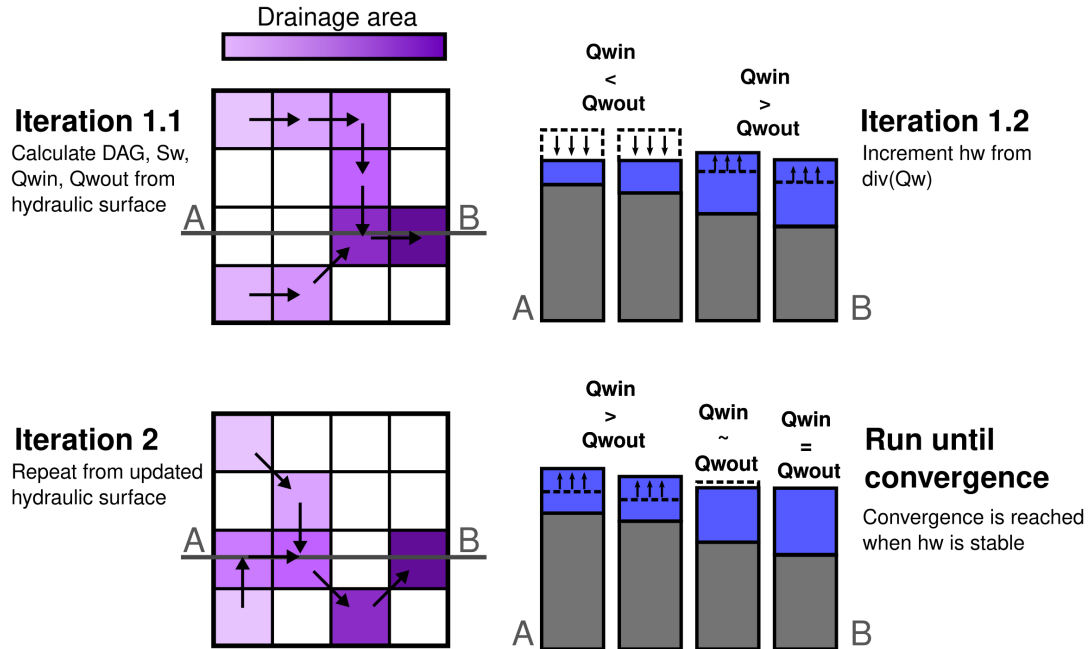 Drainage area
Iteration 1.1
Calculate DAG, Sw,
Qwin, Qwout from
hydraulic surface
A
B
Qwin
<
Qwout
Qwin
>
Qwout
A
B
Iteration 1.2
Increment hw from
div(Qw)
Iteration 2
Repeat from updated
hydraulic surface
A
B
Qwin
>
Qwout
Qwin
~
Qwout
Qwin
=
Qwout
A
B
Run until
convergence
Convergence is reached
when hw is stable